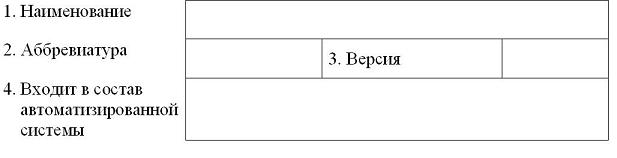 1. Наименование
2. Аббревиатура
3. Версия
4. Входит в состав
автоматизированной
системы